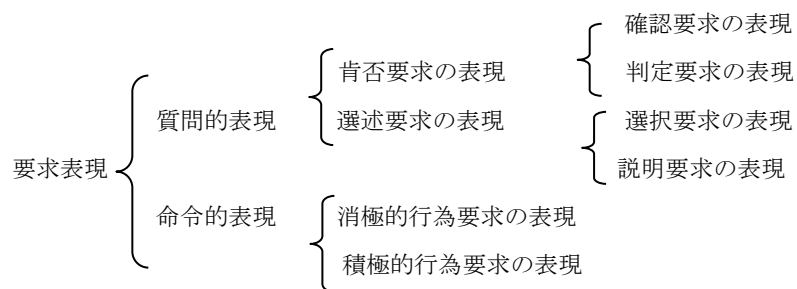 確認要求の表現
肯否要求の表現
判定要求の表現
質問的表現
選述要求の表現
選択要求の表現
要求表現
説明要求の表現
命令的表現
消極的行為要求の表現
積極的行為要求の表現